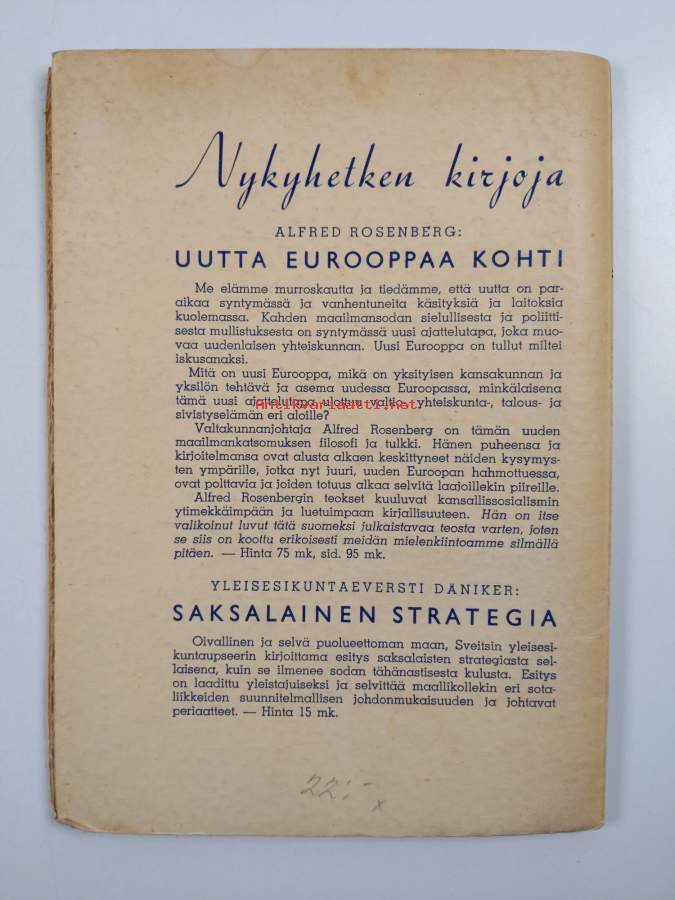 Nykyhetken kirjoja
ALFRED ROSENBERG:
UUTTA EUROOPPAA KOHTI
Me elämme murroskautta ja tiedämme, että uutta on par-
aikaa syntymässä ja vanhentuneita käsityksiä ja laitoksia
kuolemassa. Kahden maailmansodan sielullisesta ja poliitti-
sesta mullistuksesta on syntymässä uusi ajattelutapa, joka muo-
vaa uudenlaisen yhteiskunnan. Uusi Eurooppa on tullut miltei
iskusanaksi.
Mitä on uusi Eurooppa, mikä on yksityisen kansakunnan ja
yksilön tehtävä ja asema uudessa Euroopassa, minkälaisena
tämä uusi ajattelutapa ulottuu valtio-, yhteiskunta-, talous- ja
Antikvariaatti.net
sivistyselämän eri aloille?
Valtakunnanjohtaja Alfred Rosenberg on tämän uuden
maailmankatsomuksen filosofi ja tulkki. Hänen puheensa ja
kirjoitelmansa ovat alusta alkaen keskittyneet näiden kysymys-
ten ympärille, jotka nyt juuri, uuden Euroopan hahmottuessa,
ovat polttavia ja joiden totuus alkaa selvitä laajoillekin piireille.
Alfred Rosenbergin teokset kuuluvat kansallissosialismin
ytimekkäimpään ja luetuimpaan kirjallisuuteen. Hän on itse
valikoinut luvut tätä suomeksi julkaistavaa teosta varten, joten
se siis on koottu erikoisesti meidän mielenkiintoamme silmällä
pitäen. — Hinta 75 mk, sid. 95 mk.
YLEISESIKUNTAEVERSTI DÄNIKER:
SAKSALAINEN STRATEGIA
Oivallinen ja selvä puolueettoman maan, Sveitsin yleisesi-
kuntaupseerin kirjoittama esitys saksalaisten strategiasta sel-
laisena, kuin se ilmenee sodan tähänastisesta kulusta. Esitys
on laadittu yleistajuiseksi ja selvittää maallikollekin eri sota-
liikkeiden suunnitelmallisen johdonmukaisuuden ja johtavat
periaatteet. — Hinta 15 mk.
22:-
x